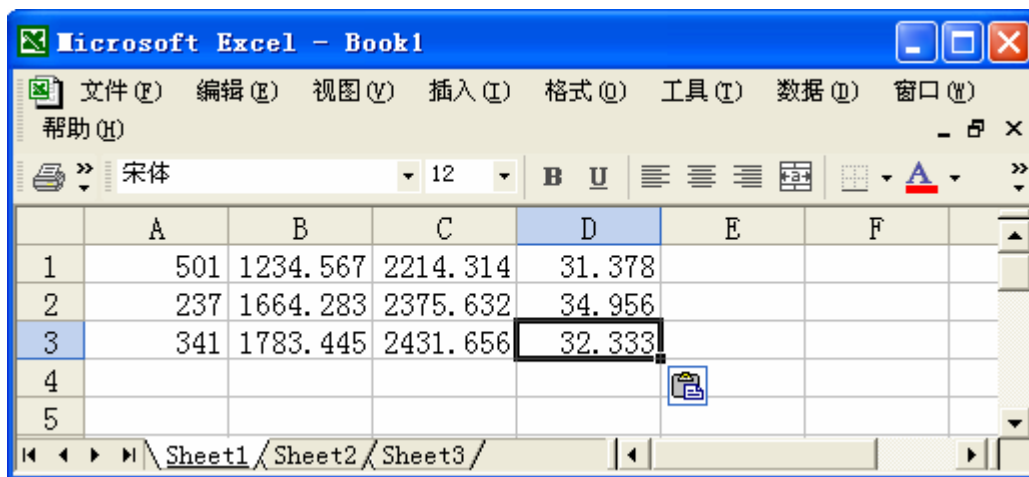 Microsoft Excel - Book1
文件(F) 编辑(E) 视图(V) 插入(I) 格式(O) 工具(T) 数据(D) 窗口(W)
帮助(H)
宋体 12 B U A
A B C D E F
1 501 1234.567 2214.314 31.378
2 237 1664.283 2375.632 34.956
3 341 1783.445 2431.656 32.333
4
5
Sheet1 Sheet2 Sheet3